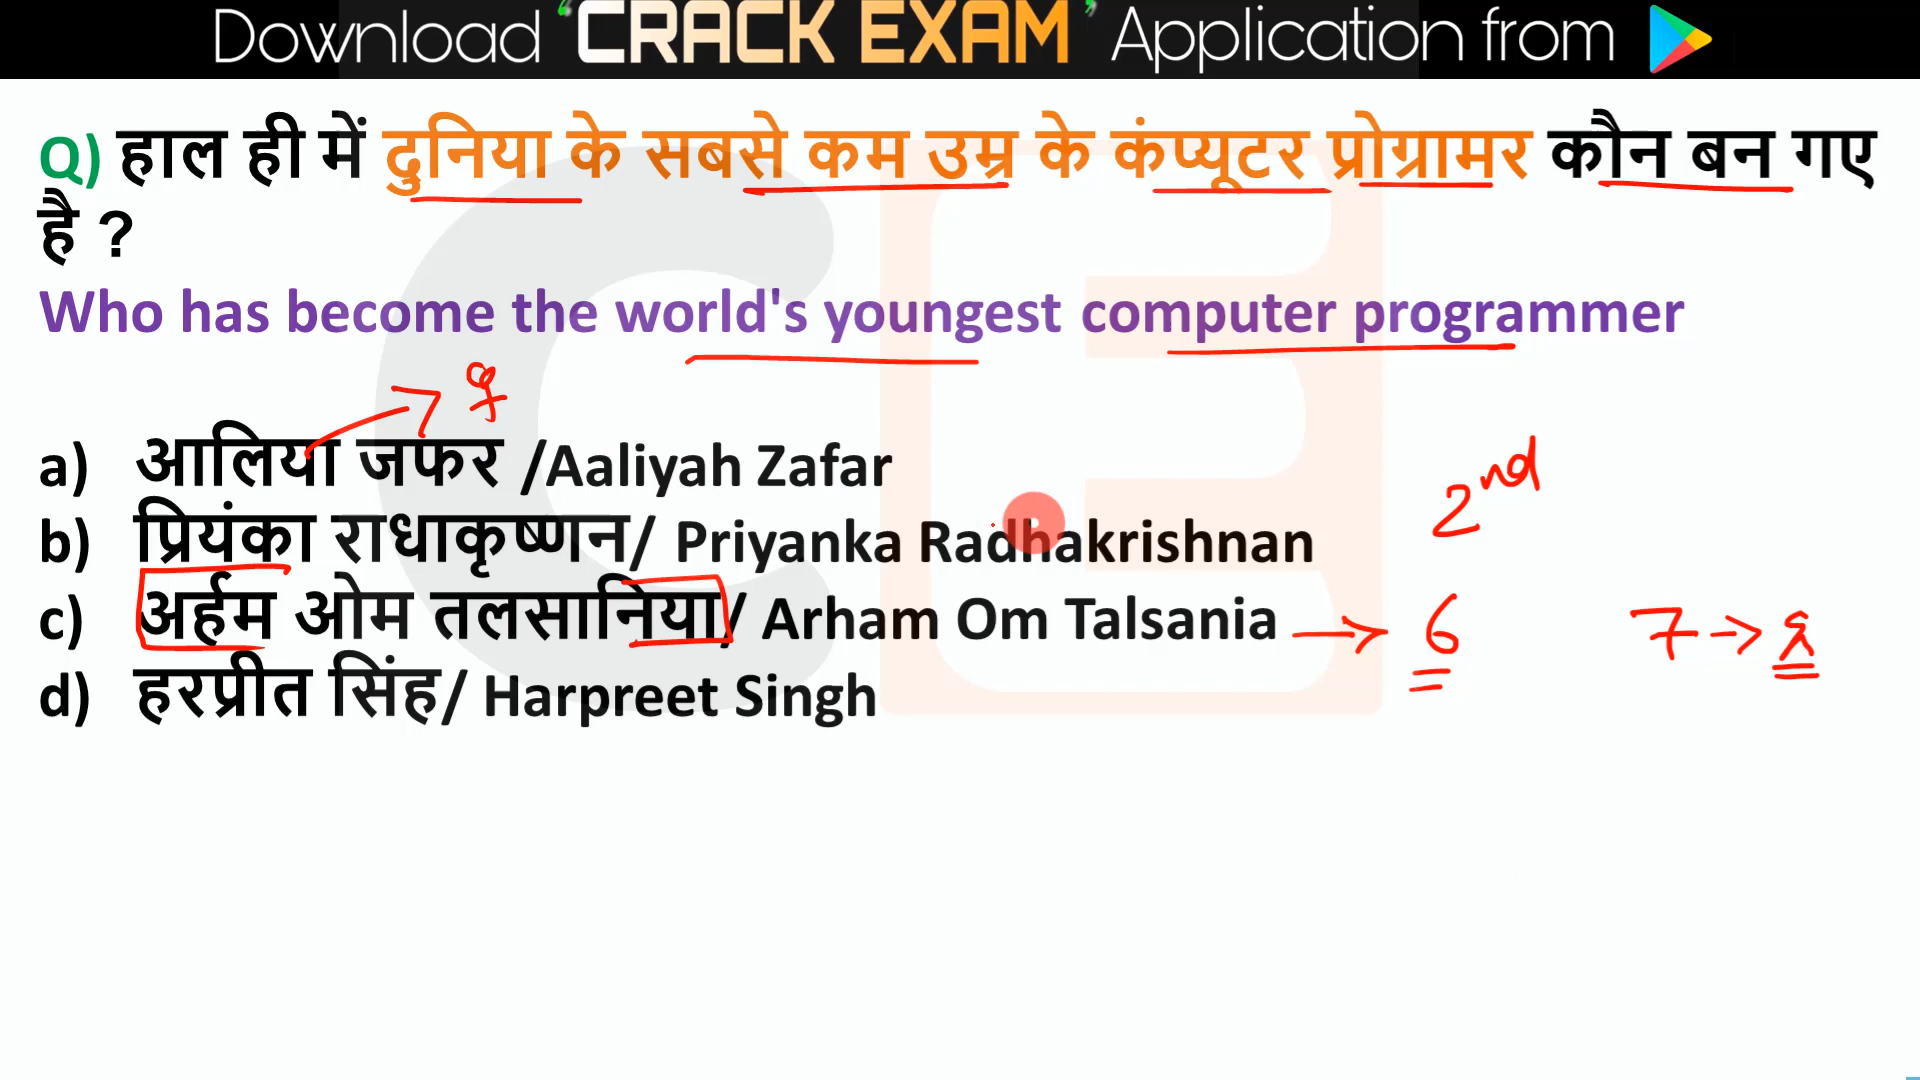 Download ‘CRACK EXAM’ Application from
Q) हाल ही में दुनिया के सबसे कम उम्र के कंप्यूटर प्रोग्रामर कौन बन गए
है ?
Who has become the world's youngest computer programmer
a) आलिया जफर /Aaliyah Zafar
2nd
b) प्रियंका राधाकृष्णन/ Priyanka Radhakrishnan
c) अर्हम ओम तलसानिया/ Arham Om Talsania → 6 7 →
d) हरप्रीत सिंह/ Harpreet Singh